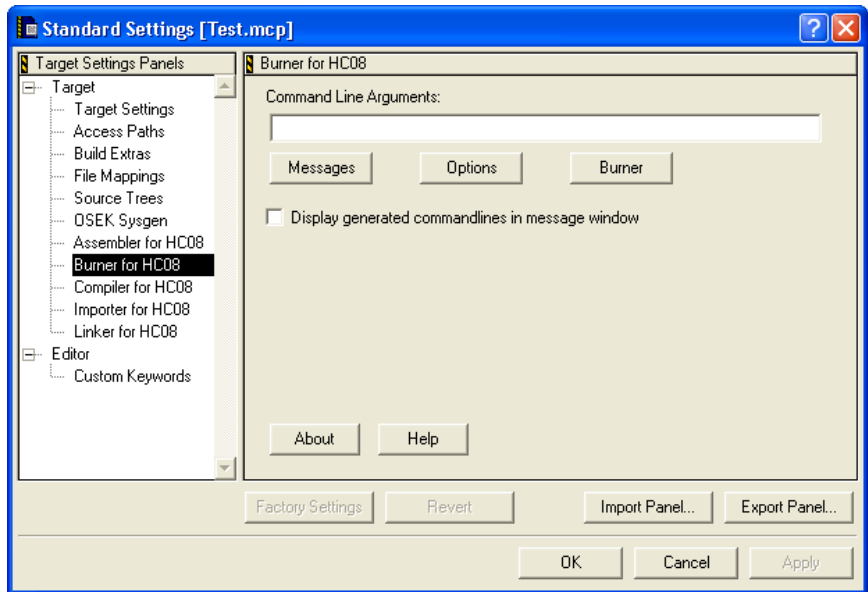 Standard Settings [Test.mcp]
Target Settings Panels
Target
Target Settings
Access Paths
Build Extras
File Mappings
Source Trees
OSEK Sysgen
Assembler for HC08
Burner for HC08
Compiler for HC08
Importer for HC08
Linker for HC08
Editor
Custom Keywords
Burner for HC08
Command Line Arguments:
Messages Options Burner
Display generated commandlines in message window
About Help
Factory Settings Revert Import Panel... Export Panel...
OK Cancel Apply